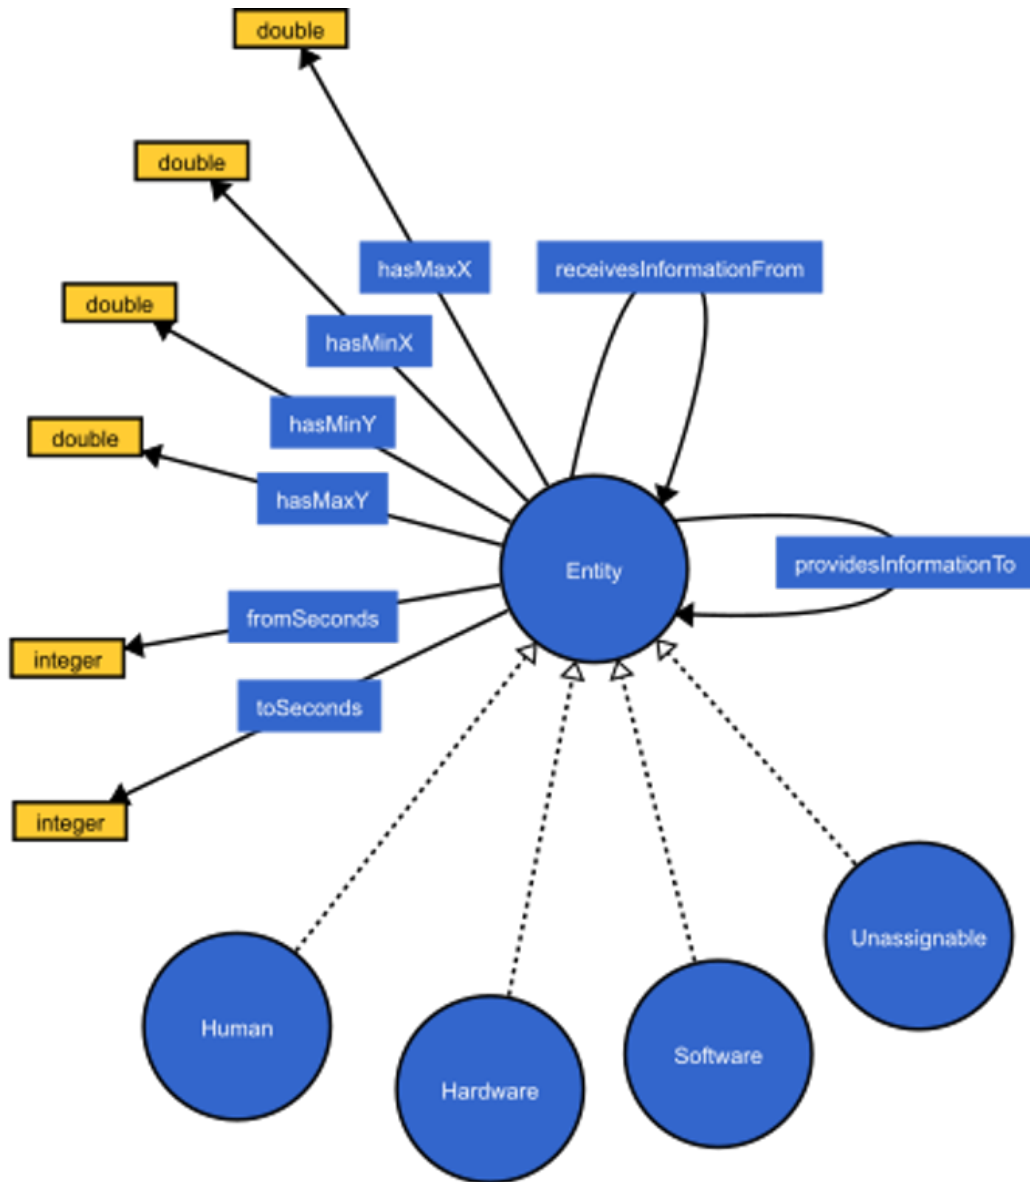 double
double
hasMaxX
receivesInformationFrom
double
hasMinX
hasMinY
double
hasMaxY
providesInformationTo
Entity
fromSeconds
integer
toSeconds
integer
Unassignable
Human
Software
Hardware